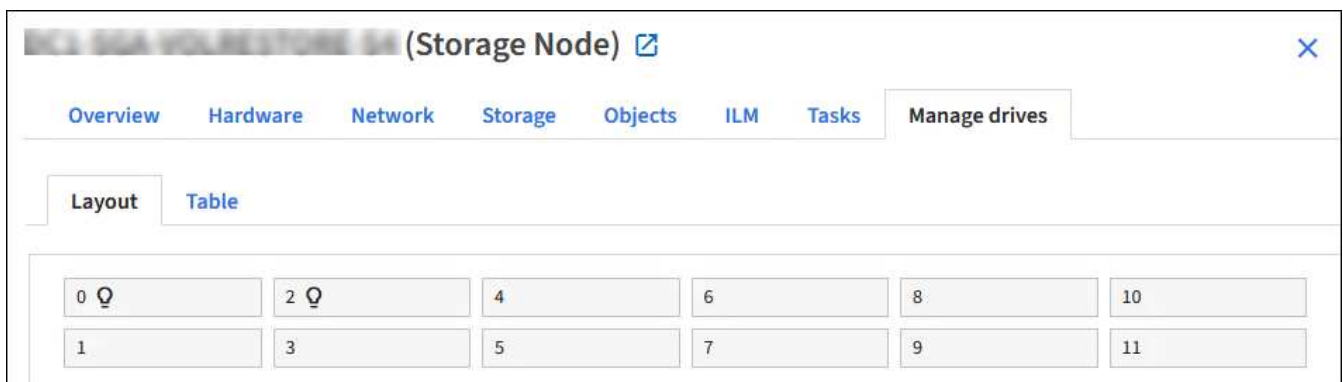 (Storage Node)
Overview Hardware Network Storage Objects ILM Tasks Manage drives
Layout Table
0 2 4 6 8 10
1 3 5 7 9 11